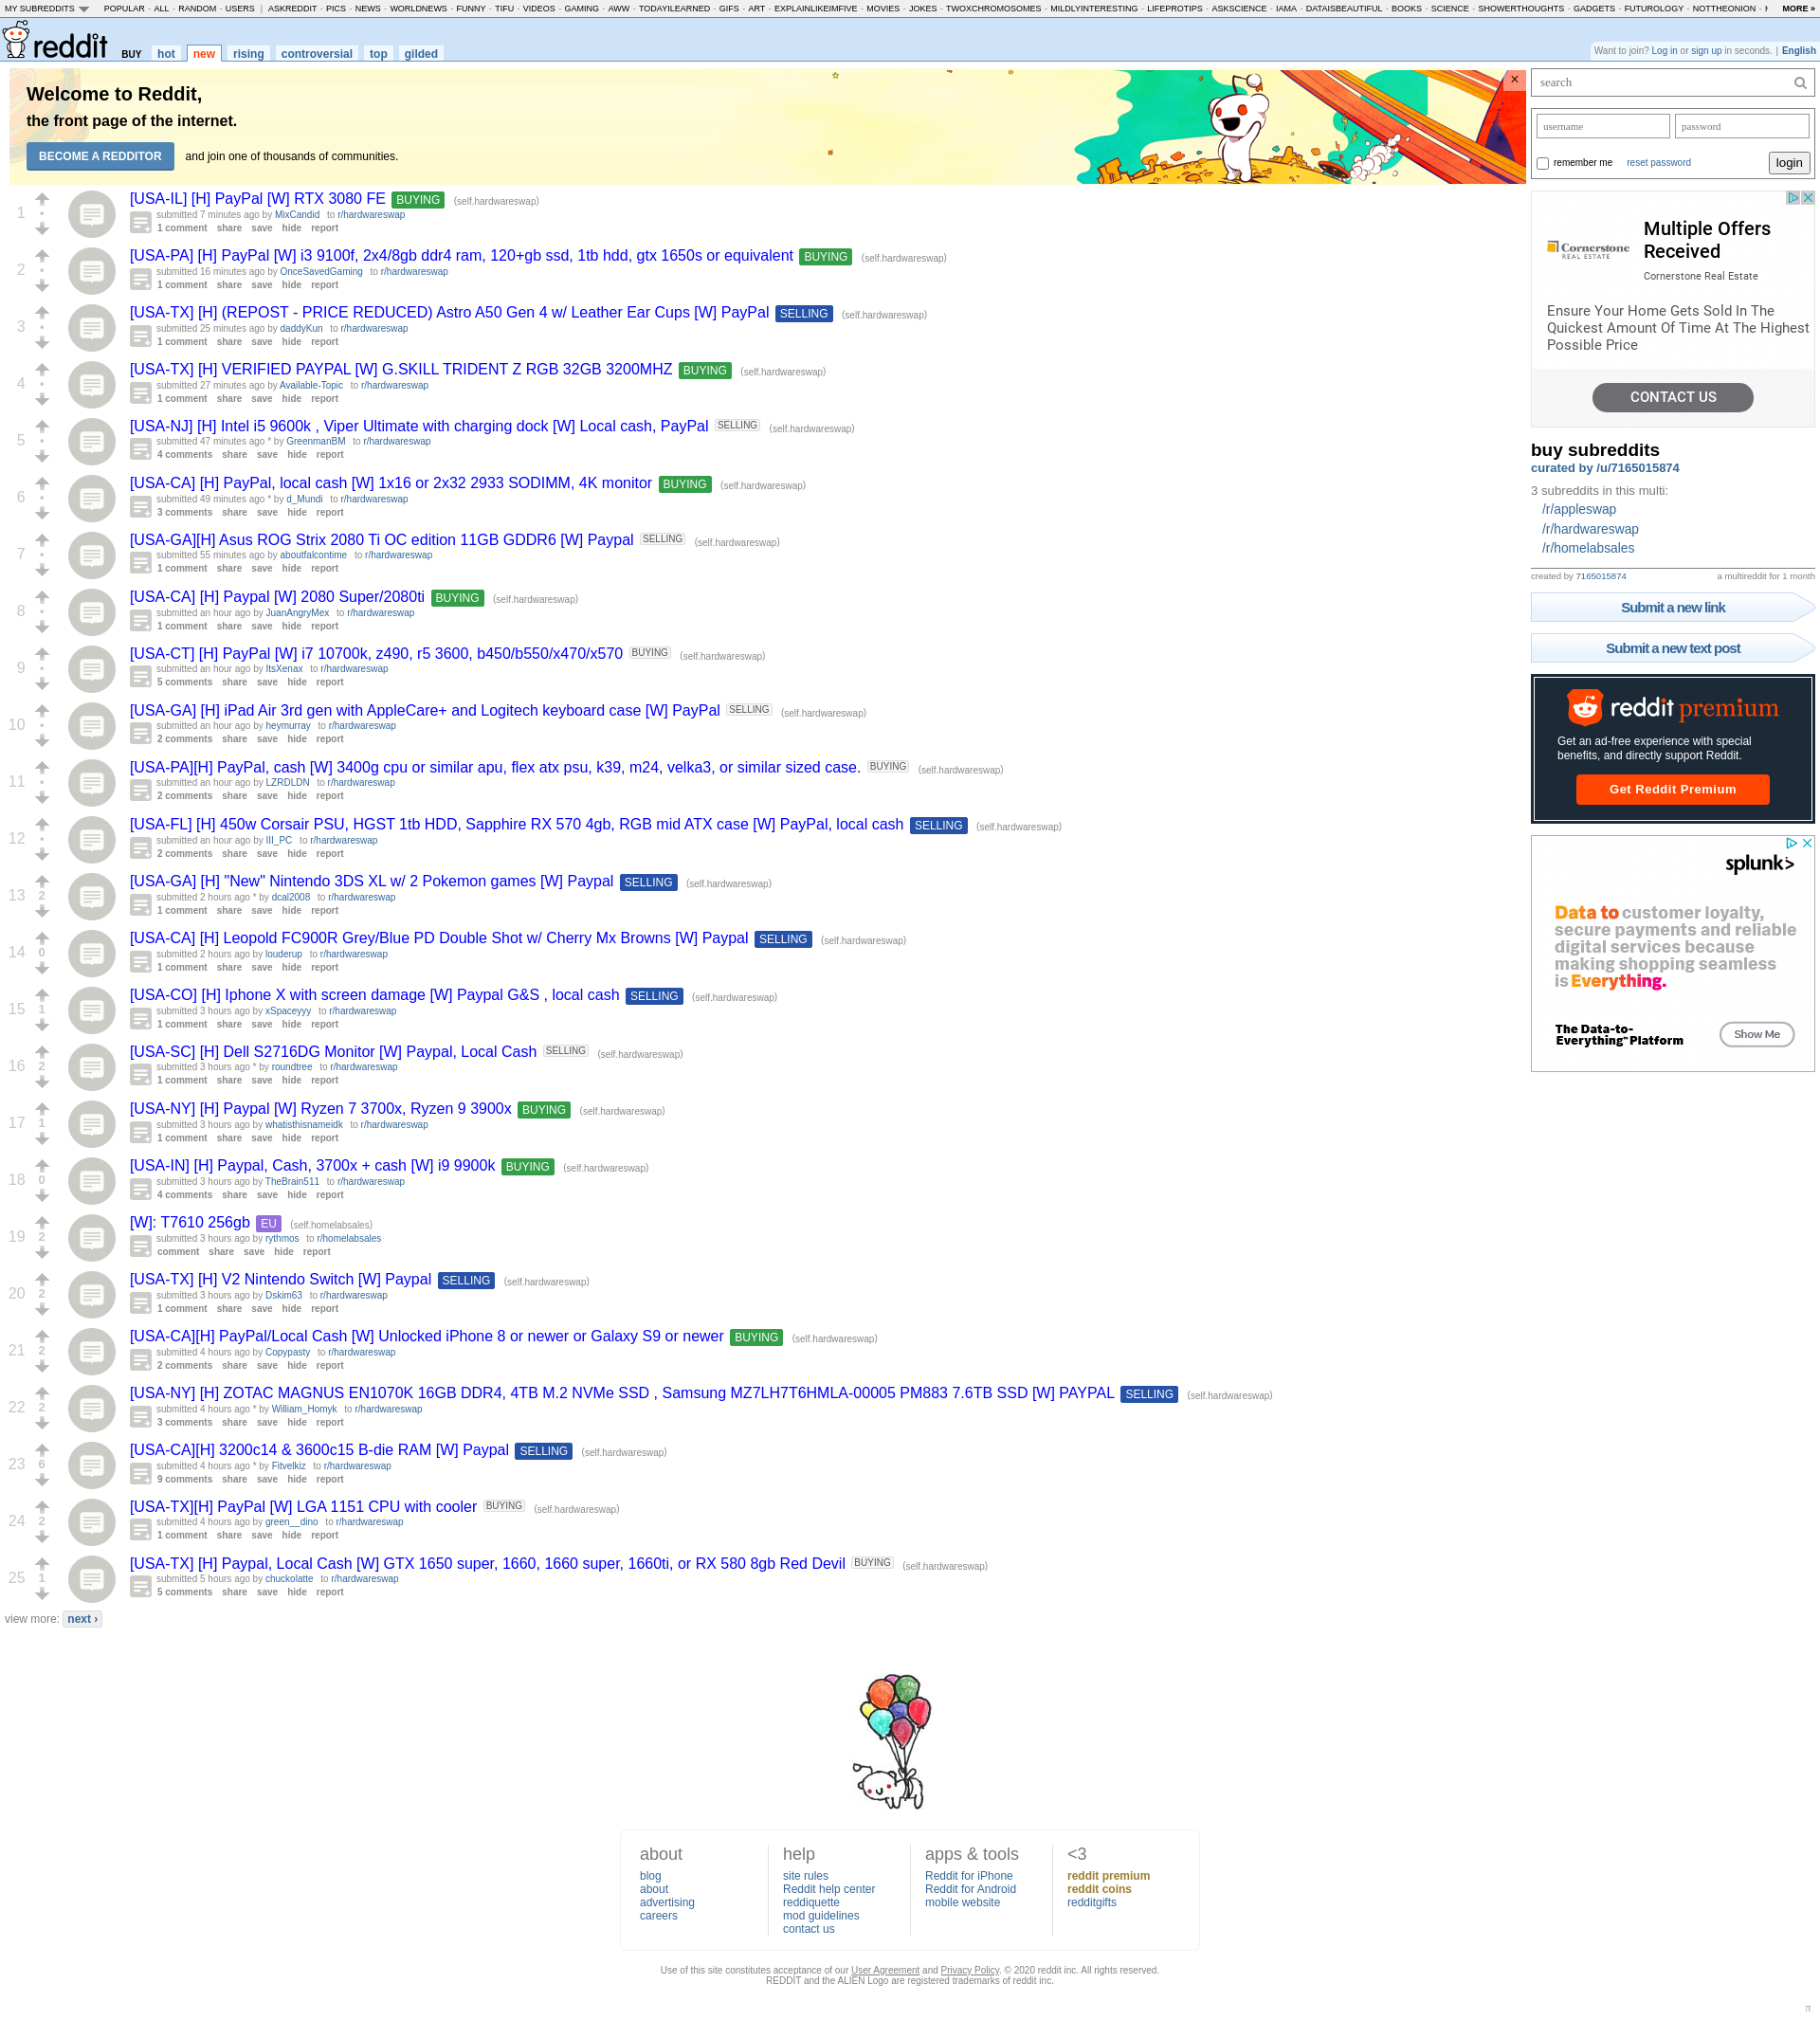 MY SUBREDDITS POPULAR - ALL - RANDOM - USERS | ASKREDDIT - PICS - NEWS - WORLDNEWS - FUNNY - TIFU - VIDEOS - GAMING - AWW - TODAYILEARNED - GIFS - ART - EXPLAINLIKEIMFIVE - MOVIES - JOKES - TWOXCHROMOSOMES - MILDLYINTERESTING - LIFEPROTIPS - ASKSCIENCE - IAMA - DATAISBEAUTIFUL - BOOKS - SCIENCE - SHOWERTHOUGHTS - GADGETS - FUTUROLOGY - NOTTHEONION - MORE »
reddit BUY hot new rising controversial top gilded
Want to join? Log in or sign up in seconds. | English
Welcome to Reddit,
the front page of the internet.
BECOME A REDDITOR and join one of thousands of communities.
×
1
[USA-IL] [H] PayPal [W] RTX 3080 FE BUYING (self.hardwareswap)
submitted 7 minutes ago by MixCandid to r/hardwareswap
1 comment share save hide report
2
[USA-PA] [H] PayPal [W] i3 9100f, 2x4/8gb ddr4 ram, 120+gb ssd, 1tb hdd, gtx 1650s or equivalent BUYING (self.hardwareswap)
submitted 16 minutes ago by OnceSavedGaming to r/hardwareswap
1 comment share save hide report
3
[USA-TX] [H] (REPOST - PRICE REDUCED) Astro A50 Gen 4 w/ Leather Ear Cups [W] PayPal SELLING (self.hardwareswap)
submitted 25 minutes ago by daddyKun to r/hardwareswap
1 comment share save hide report
4
[USA-TX] [H] VERIFIED PAYPAL [W] G.SKILL TRIDENT Z RGB 32GB 3200MHZ BUYING (self.hardwareswap)
submitted 27 minutes ago by Available-Topic to r/hardwareswap
1 comment share save hide report
5
[USA-NJ] [H] Intel i5 9600k , Viper Ultimate with charging dock [W] Local cash, PayPal SELLING (self.hardwareswap)
submitted 47 minutes ago * by GreenmanBM to r/hardwareswap
4 comments share save hide report
6
[USA-CA] [H] PayPal, local cash [W] 1x16 or 2x32 2933 SODIMM, 4K monitor BUYING (self.hardwareswap)
submitted 49 minutes ago * by d_Mundi to r/hardwareswap
3 comments share save hide report
7
[USA-GA][H] Asus ROG Strix 2080 Ti OC edition 11GB GDDR6 [W] Paypal SELLING (self.hardwareswap)
submitted 55 minutes ago by aboutfalcontime to r/hardwareswap
1 comment share save hide report
8
[USA-CA] [H] Paypal [W] 2080 Super/2080ti BUYING (self.hardwareswap)
submitted an hour ago by JuanAngryMex to r/hardwareswap
1 comment share save hide report
9
[USA-CT] [H] PayPal [W] i7 10700k, z490, r5 3600, b450/b550/x470/x570 BUYING (self.hardwareswap)
submitted an hour ago by ItsXenax to r/hardwareswap
5 comments share save hide report
10
[USA-GA] [H] iPad Air 3rd gen with AppleCare+ and Logitech keyboard case [W] PayPal SELLING (self.hardwareswap)
submitted an hour ago by heymurray to r/hardwareswap
2 comments share save hide report
11
[USA-PA][H] PayPal, cash [W] 3400g cpu or similar apu, flex atx psu, k39, m24, velka3, or similar sized case. BUYING (self.hardwareswap)
submitted an hour ago by LZRDLDN to r/hardwareswap
2 comments share save hide report
12
[USA-FL] [H] 450w Corsair PSU, HGST 1tb HDD, Sapphire RX 570 4gb, RGB mid ATX case [W] PayPal, local cash SELLING (self.hardwareswap)
submitted an hour ago by III_PC to r/hardwareswap
2 comments share save hide report
13 2
[USA-GA] [H] "New" Nintendo 3DS XL w/ 2 Pokemon games [W] Paypal SELLING (self.hardwareswap)
submitted 2 hours ago * by dcal2008 to r/hardwareswap
1 comment share save hide report
14 0
[USA-CA] [H] Leopold FC900R Grey/Blue PD Double Shot w/ Cherry Mx Browns [W] Paypal SELLING (self.hardwareswap)
submitted 2 hours ago by louderup to r/hardwareswap
1 comment share save hide report
15 1
[USA-CO] [H] Iphone X with screen damage [W] Paypal G&S , local cash SELLING (self.hardwareswap)
submitted 3 hours ago by xSpaceyyy to r/hardwareswap
1 comment share save hide report
16 2
[USA-SC] [H] Dell S2716DG Monitor [W] Paypal, Local Cash SELLING (self.hardwareswap)
submitted 3 hours ago * by roundtree to r/hardwareswap
1 comment share save hide report
17 1
[USA-NY] [H] Paypal [W] Ryzen 7 3700x, Ryzen 9 3900x BUYING (self.hardwareswap)
submitted 3 hours ago by whatisthisnameidk to r/hardwareswap
1 comment share save hide report
18 0
[USA-IN] [H] Paypal, Cash, 3700x + cash [W] i9 9900k BUYING (self.hardwareswap)
submitted 3 hours ago by TheBrain511 to r/hardwareswap
4 comments share save hide report
19 2
[W]: T7610 256gb EU (self.homelabsales)
submitted 3 hours ago by rythmos to r/homelabsales
comment share save hide report
20 2
[USA-TX] [H] V2 Nintendo Switch [W] Paypal SELLING (self.hardwareswap)
submitted 3 hours ago by Dskim63 to r/hardwareswap
1 comment share save hide report
21 2
[USA-CA][H] PayPal/Local Cash [W] Unlocked iPhone 8 or newer or Galaxy S9 or newer BUYING (self.hardwareswap)
submitted 4 hours ago by Copypasty to r/hardwareswap
2 comments share save hide report
22 2
[USA-NY] [H] ZOTAC MAGNUS EN1070K 16GB DDR4, 4TB M.2 NVMe SSD , Samsung MZ7LH7T6HMLA-00005 PM883 7.6TB SSD [W] PAYPAL SELLING (self.hardwareswap)
submitted 4 hours ago * by William_Homyk to r/hardwareswap
3 comments share save hide report
23 6
[USA-CA][H] 3200c14 & 3600c15 B-die RAM [W] Paypal SELLING (self.hardwareswap)
submitted 4 hours ago * by Fitvelkiz to r/hardwareswap
9 comments share save hide report
24 2
[USA-TX][H] PayPal [W] LGA 1151 CPU with cooler BUYING (self.hardwareswap)
submitted 4 hours ago by green__dino to r/hardwareswap
1 comment share save hide report
25 1
[USA-TX] [H] Paypal, Local Cash [W] GTX 1650 super, 1660, 1660 super, 1660ti, or RX 580 8gb Red Devil BUYING (self.hardwareswap)
submitted 5 hours ago by chuckolatte to r/hardwareswap
5 comments share save hide report
view more: next ›
search
username password
remember me reset password login
Multiple Offers
Received
Cornerstone
REAL ESTATE
Cornerstone Real Estate
Ensure Your Home Gets Sold In The
Quickest Amount Of Time At The Highest
Possible Price
CONTACT US
buy subreddits
curated by /u/7165015874
3 subreddits in this multi:
/r/appleswap
/r/hardwareswap
/r/homelabsales
created by 7165015874 a multireddit for 1 month
Submit a new link
Submit a new text post
reddit premium
Get an ad-free experience with special
benefits, and directly support Reddit.
Get Reddit Premium
splunk>
Data to customer loyalty,
secure payments and reliable
digital services because
making shopping seamless
is Everything.
The Data-to-
Everything™ Platform
Show Me
about
blog
about
advertising
careers
help
site rules
Reddit help center
reddiquette
mod guidelines
contact us
apps & tools
Reddit for iPhone
Reddit for Android
mobile website
<3
reddit premium
reddit coins
redditgifts
Use of this site constitutes acceptance of our User Agreement and Privacy Policy. © 2020 reddit inc. All rights reserved.
REDDIT and the ALIEN Logo are registered trademarks of reddit inc.
π